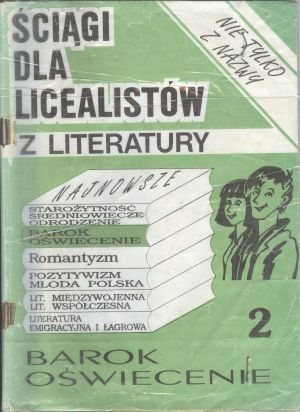 ŚCIĄGI
DLA
LICEALISTÓW
Z LITERATURY
NIE TYLKO
Z NAZWY
NAJNOWSZE
STAROŻYTNOŚĆ
ŚREDNIOWIECZE
ODRODZENIE
BAROK
OŚWIECENIE
Romantyzm
POZYTYWIZM
MŁODA POLSKA
LIT. MIĘDZYWOJENNA
LIT. WSPÓŁCZESNA
LITERATURA
EMIGRACYJNA I ŁAGROWA
2
BAROK
OŚWIECENIE